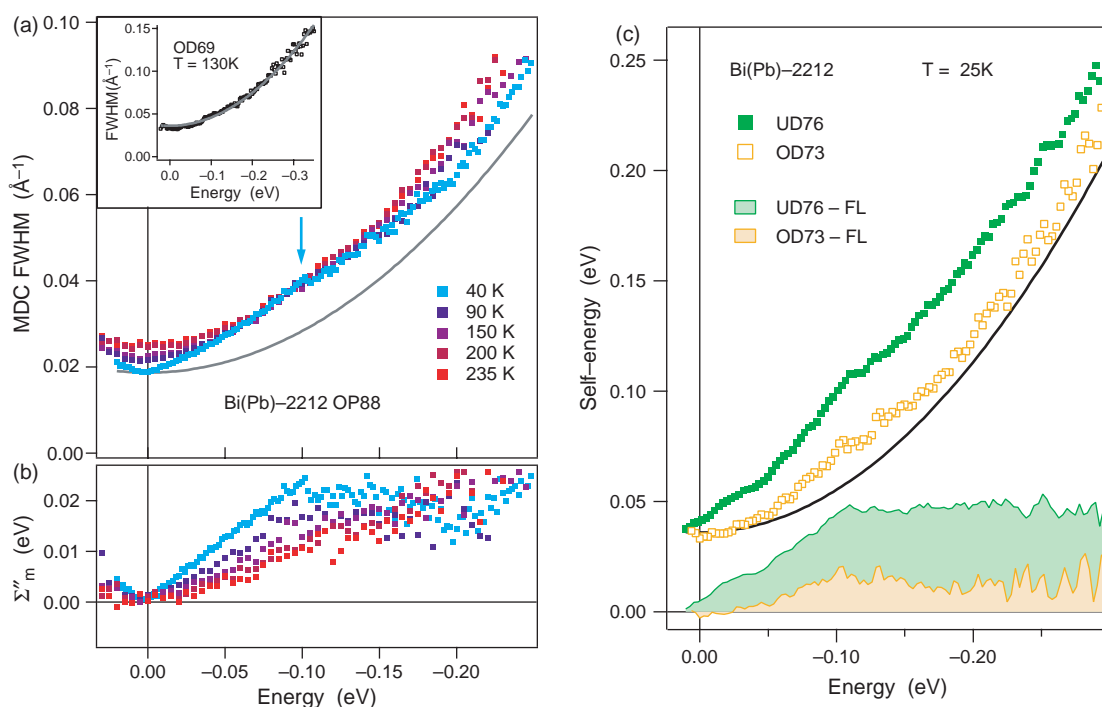 (a)
0.10
0.08
0.06
0.04
0.02
0.00
MDC FWHM (Å⁻¹)
0.15
0.10
0.05
0.00
FWHM(Å⁻¹)
OD69
T = 130K
0.0 −0.1 −0.2 −0.3
Energy (eV)
40 K
90 K
150 K
200 K
235 K
Bi(Pb)−2212 OP88
(b)
0.02
0.01
0.00
Σ″m (eV)
0.00 −0.05 −0.10 −0.15 −0.20
Energy (eV)
(c)
0.25
0.20
0.15
0.10
0.05
0.00
Self−energy (eV)
Bi(Pb)−2212 T = 25K
UD76
OD73
UD76 − FL
OD73 − FL
0.00 −0.10 −0.20
Energy (eV)